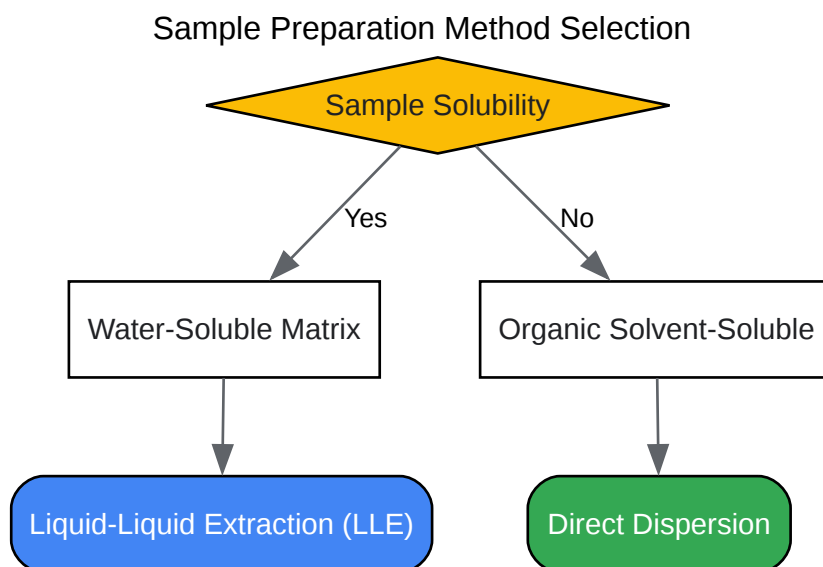 Sample Preparation Method Selection
Sample Solubility
Yes
No
Water-Soluble Matrix
Organic Solvent-Soluble
Liquid-Liquid Extraction (LLE)
Direct Dispersion